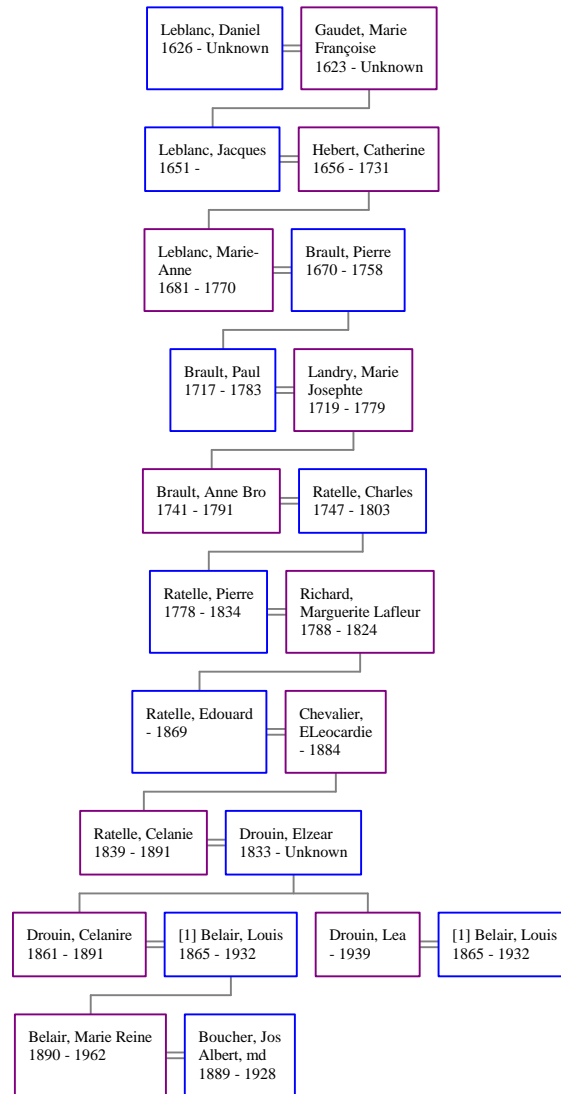 Leblanc, Daniel
1626 - Unknown
Gaudet, Marie
Françoise
1623 - Unknown
Leblanc, Jacques
1651 -
Hebert, Catherine
1656 - 1731
Leblanc, Marie-
Anne
1681 - 1770
Brault, Pierre
1670 - 1758
Brault, Paul
1717 - 1783
Landry, Marie
Josephte
1719 - 1779
Brault, Anne Bro
1741 - 1791
Ratelle, Charles
1747 - 1803
Ratelle, Pierre
1778 - 1834
Richard,
Marguerite Lafleur
1788 - 1824
Ratelle, Edouard
- 1869
Chevalier,
ELeocardie
- 1884
Ratelle, Celanie
1839 - 1891
Drouin, Elzear
1833 - Unknown
Drouin, Celanire
1861 - 1891
[1] Belair, Louis
1865 - 1932
Drouin, Lea
- 1939
[1] Belair, Louis
1865 - 1932
Belair, Marie Reine
1890 - 1962
Boucher, Jos
Albert, md
1889 - 1928